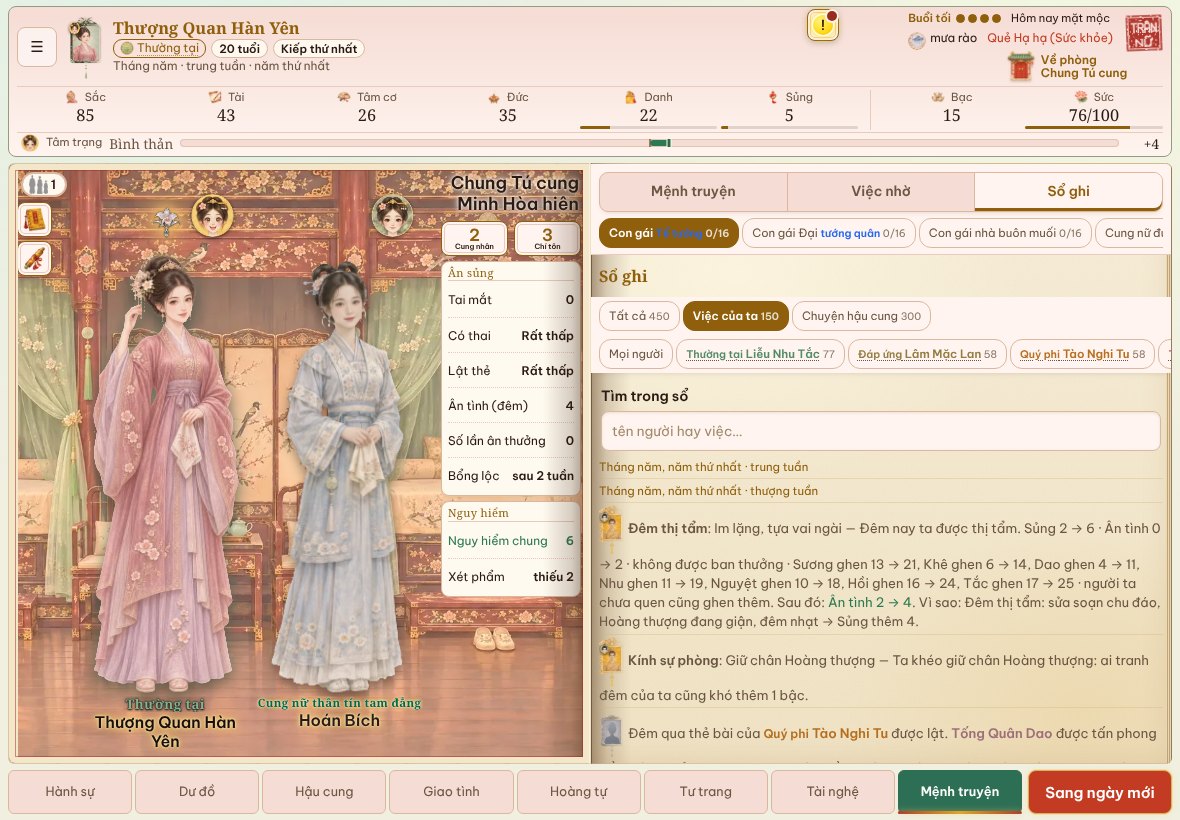 ☰
Thượng Quan Hàn Yên
Thường tại
20 tuổi
Kiếp thứ nhất
Tháng năm · trung tuần · năm thứ nhất
!
Buổi tối
Hôm nay mặt mộc
mưa rào
Qué Hạ hạ (Sức khỏe)
TRÂN NỮ
Về phòng
Chung Tú cung
Sắc
Tài
Tâm cơ
Đức
Danh
Sủng
Bạc
Sức
85
43
26
35
22
5
15
76/100
Tâm trạng
Bình thản
+4
1
Chung Tú cung
Minh Hòa hiên
2
Cung nhân
3
Chí tôn
Ân sủng
Tai mắt 0
Có thai Rất thấp
Lật thẻ Rất thấp
Ân tình (đêm) 4
Số lần ân thưởng 0
Bổng lộc sau 2 tuần
Nguy hiểm
Nguy hiểm chung 6
Xét phẩm thiếu 2
Thường tại
Thượng Quan Hàn
Yên
Cung nữ thân tín tam đẳng
Hoán Bích
Mệnh truyện
Việc nhờ
Sổ ghi
Con gái Tể tướng 0/16
Con gái Đại tướng quân 0/16
Con gái nhà buôn muối 0/16
Cung nữ
Sổ ghi
Tất cả 450
Việc của ta 150
Chuyện hậu cung 300
Mọi người
Thường tại Liễu Nhu Tắc 77
Đáp ứng Lâm Mặc Lan 58
Quý phi Tào Nghi Tu 58
Tìm trong sổ
tên người hay việc...
Tháng năm, năm thứ nhất · trung tuần
Tháng năm, năm thứ nhất · thượng tuần
Đêm thị tẩm: Im lặng, tựa vai ngài — Đêm nay ta được thị tẩm. Sủng 2 → 6 · Ân tình 0
→ 2 · không được ban thưởng · Sương ghen 13 → 21, Khê ghen 6 → 14, Dao ghen 4 → 11,
Nhu ghen 11 → 19, Nguyệt ghen 10 → 18, Hồi ghen 16 → 24, Tắc ghen 17 → 25 · người ta
chưa quen cũng ghen thêm. Sau đó: Ân tình 2 → 4. Vì sao: Đêm thị tẩm: sửa soạn chu đáo,
Hoàng thượng đang giận, đêm nhạt → Sủng thêm 4.
Kính sự phòng: Giữ chân Hoàng thượng — Ta khéo giữ chân Hoàng thượng: ai tranh
đêm của ta cũng khó thêm 1 bậc.
Đêm qua thẻ bài của Quý phi Tào Nghi Tu được lật. Tống Quân Dao được tấn phong
Hành sự
Dư đồ
Hậu cung
Giao tình
Hoàng tự
Tư trang
Tài nghệ
Mệnh truyện
Sang ngày mới